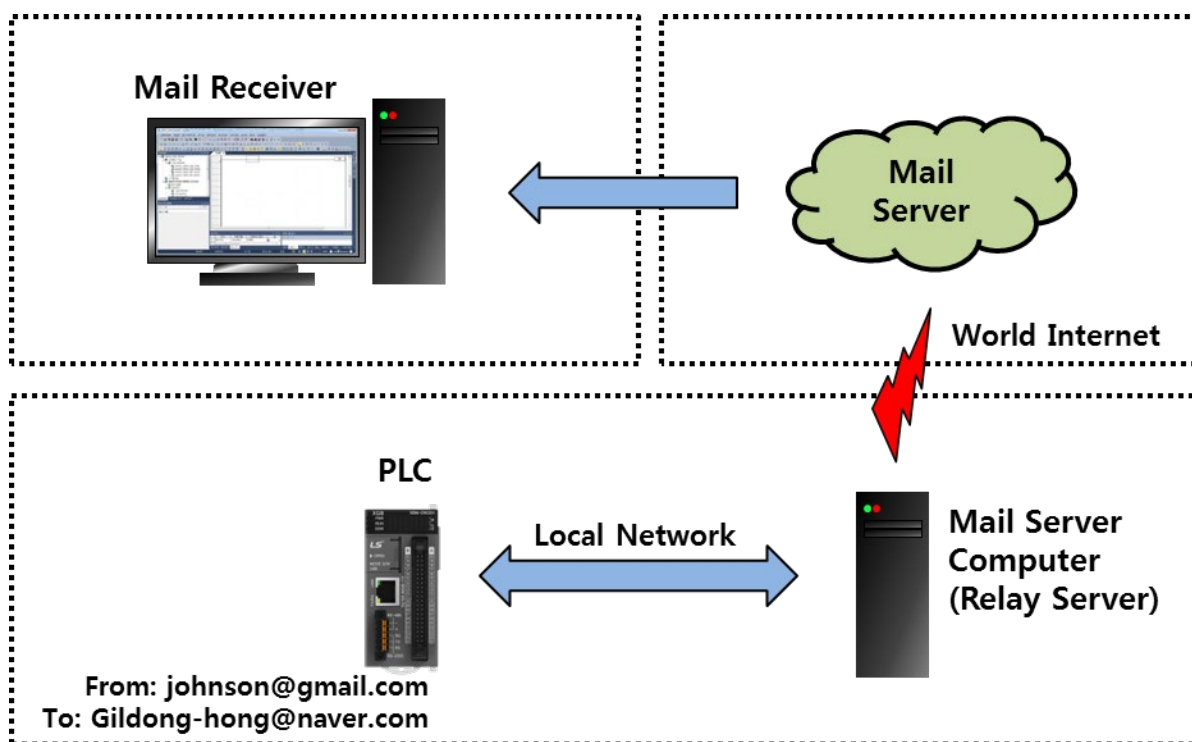 Mail Receiver
Mail
Server
World Internet
PLC
LS
Local Network
Mail Server
Computer
(Relay Server)
From: johnson@gmail.com
To: Gildong-hong@naver.com